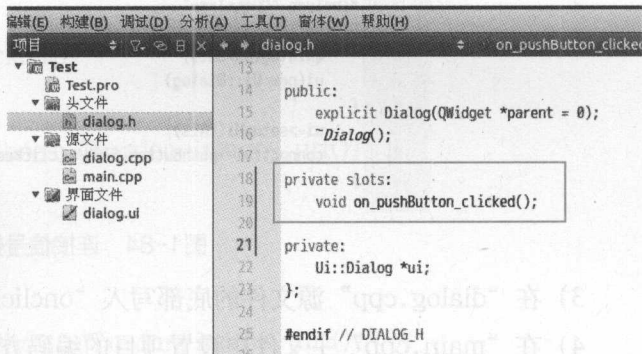 编辑(E) 构建(B) 调试(D) 分析(A) 工具(T) 窗体(W) 帮助(H)
项目 dialog.h on_pushButton_clicked
Test
Test.pro
头文件
dialog.h
源文件
dialog.cpp
main.cpp
界面文件
dialog.ui
13
14 public:
15 explicit Dialog(QWidget *parent = 0);
16 ~Dialog();
17
18 private slots:
19 void on_pushButton_clicked();
20
21 private:
22 Ui::Dialog *ui;
23 };
24
25 #endif // DIALOG_H
26